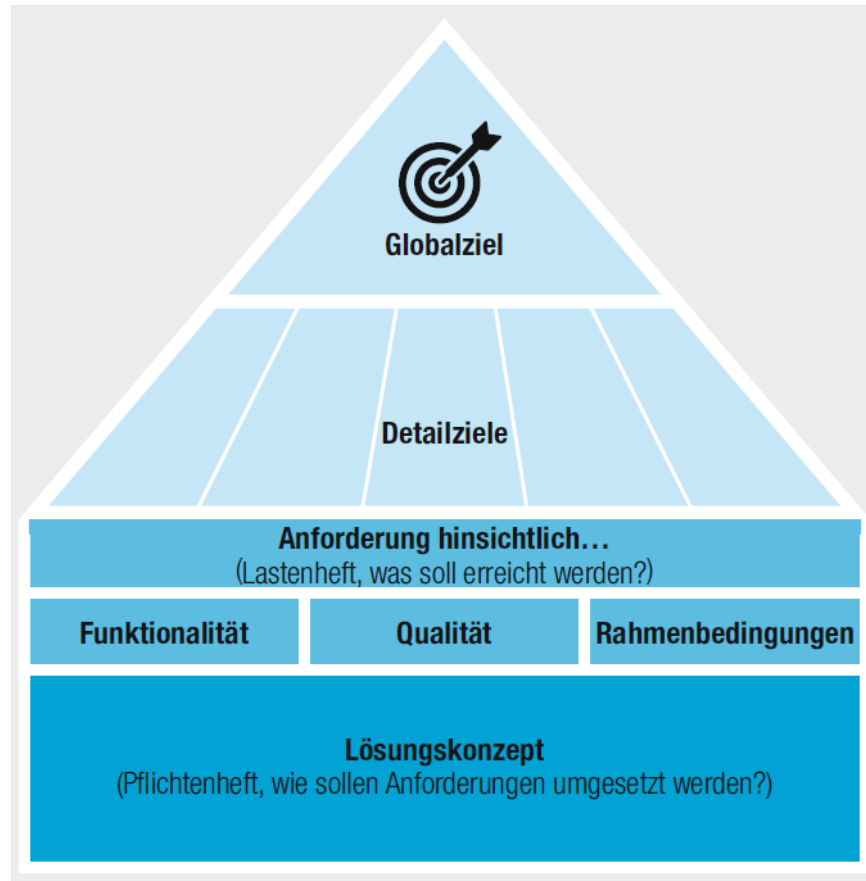 Globalziel
Detailziele
Anforderung hinsichtlich...
(Lastenheft, was soll erreicht werden?)
Funktionalität
Qualität
Rahmenbedingungen
Lösungskonzept
(Pflichtenheft, wie sollen Anforderungen umgesetzt werden?)